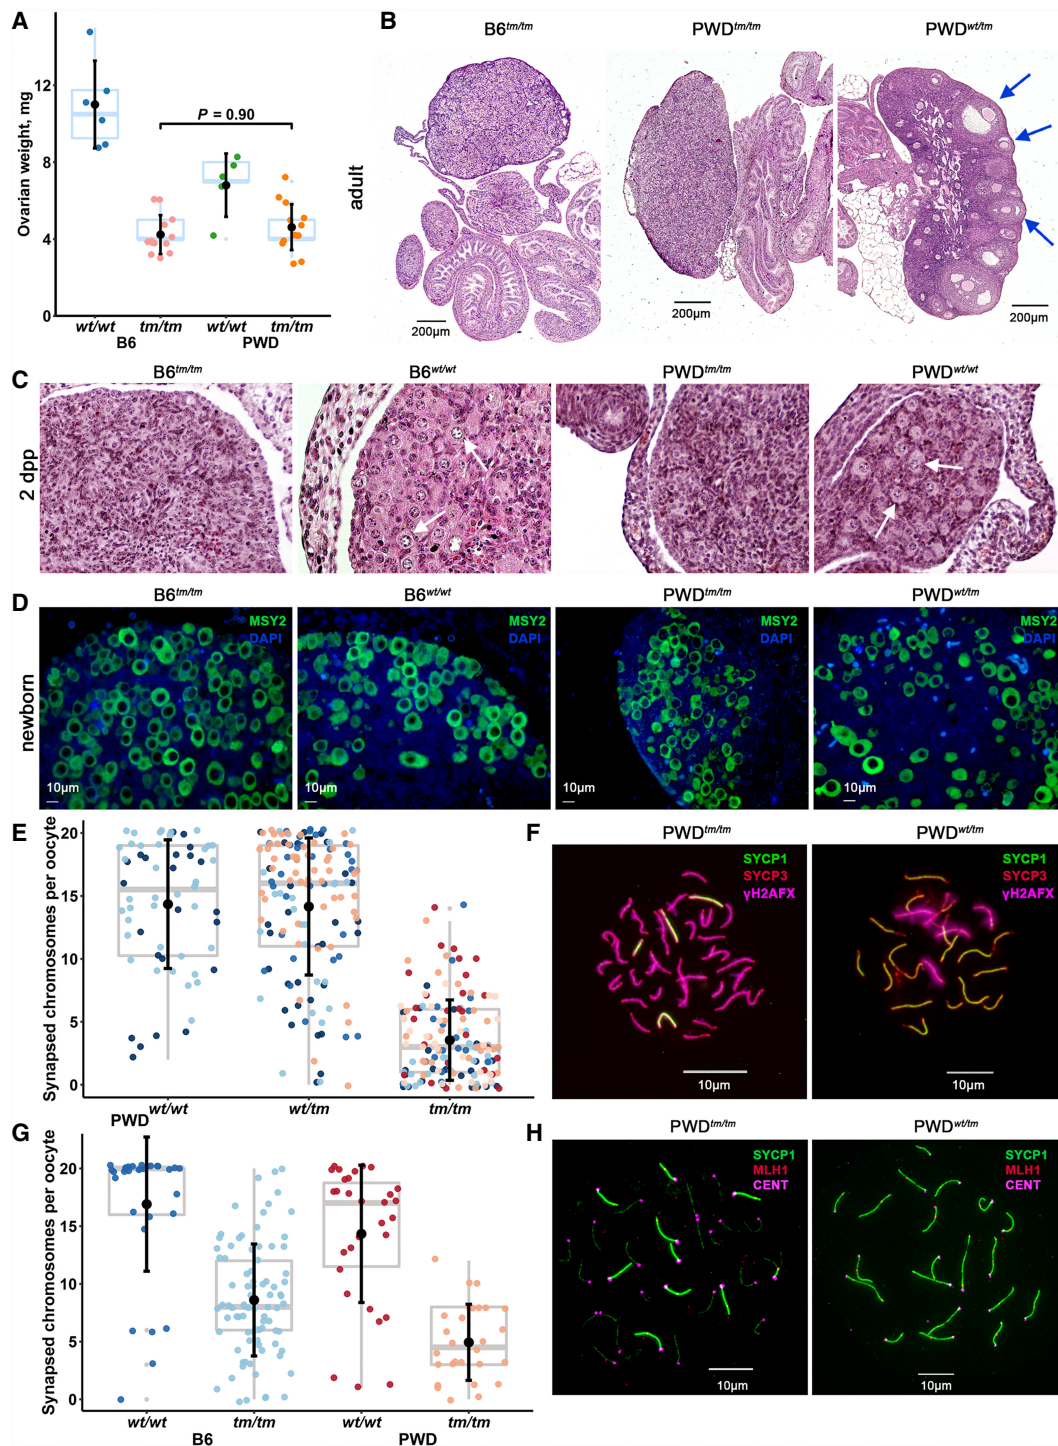 A
Ovarian weight, mg
12
8
4
0
P = 0.90
wt/wt tm/tm wt/wt tm/tm
B6 PWD
B
B6tm/tm PWDtm/tm PWDwt/tm
adult
200µm 200µm 200µm
C
B6tm/tm B6wt/wt PWDtm/tm PWDwt/wt
2 dpp
D
B6tm/tm B6wt/wt PWDtm/tm PWDwt/tm
newborn
MSY2 MSY2 MSY2 MSY2
DAPI DAPI DAPI DAPI
10µm 10µm 10µm 10µm
E
Synapsed chromosomes per oocyte
20
15
10
5
0
wt/wt wt/tm tm/tm
PWD
F
PWDtm/tm PWDwt/tm
SYCP1 SYCP1
SYCP3 SYCP3
γH2AFX γH2AFX
10µm 10µm
G
Synapsed chromosomes per oocyte
20
15
10
5
0
wt/wt tm/tm wt/wt tm/tm
B6 PWD
H
PWDtm/tm PWDwt/tm
SYCP1 SYCP1
MLH1 MLH1
CENT CENT
10µm 10µm